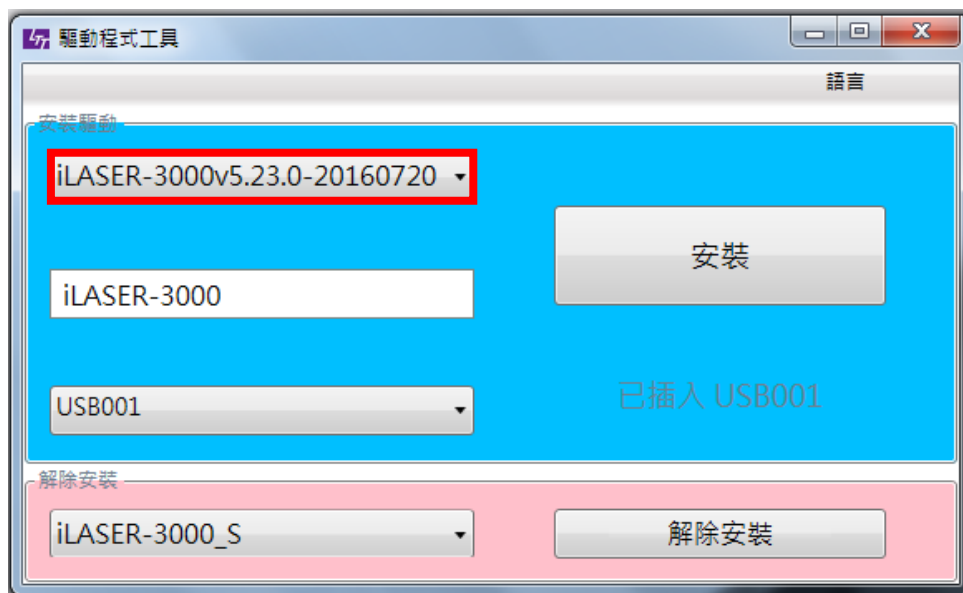 LTT 驅動程式工具
語言
安裝驅動
iLASER-3000v5.23.0-20160720
安裝
iLASER-3000
USB001
已插入 USB001
解除安裝
iLASER-3000_S
解除安裝